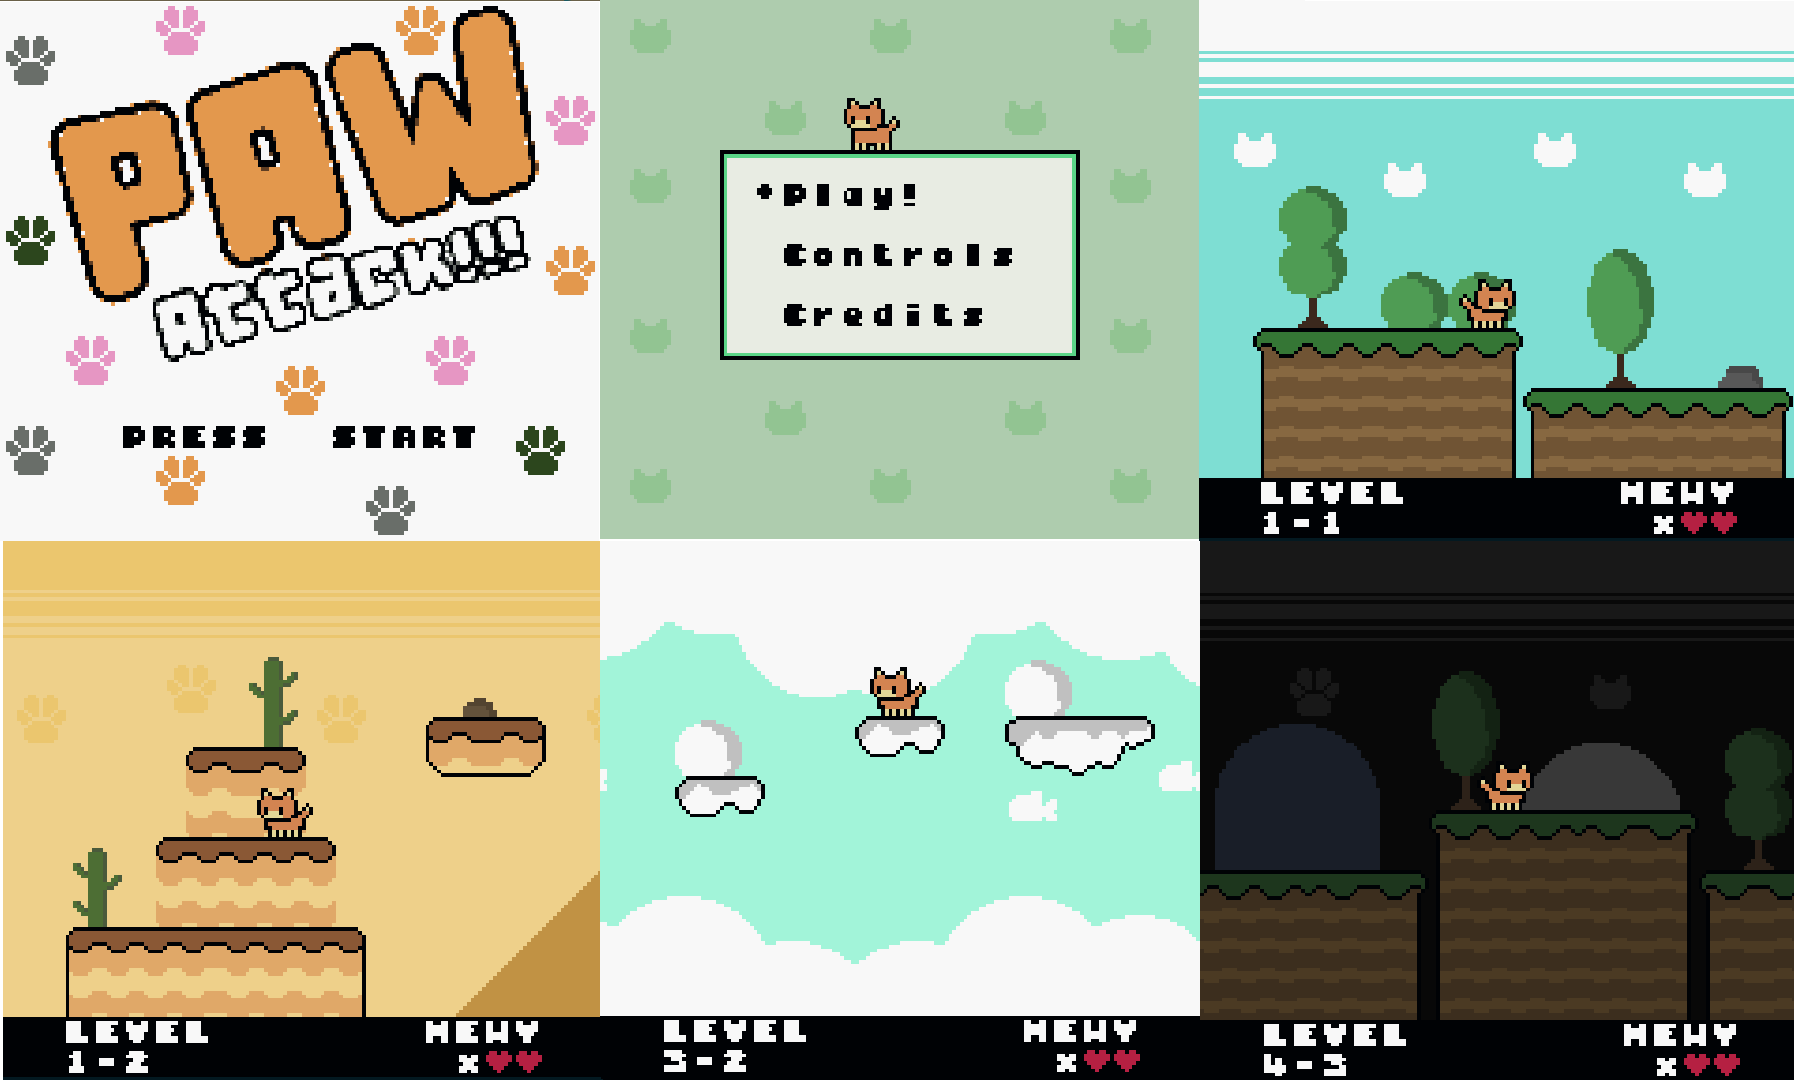 PAW
Attack!!!
PRESS START
Play!
Controls
Credits
LEVEL MEWY
1-1 x
LEVEL MEWY
1-2 x
LEVEL MEWY
3-2 x
LEVEL MEWY
4-3 x